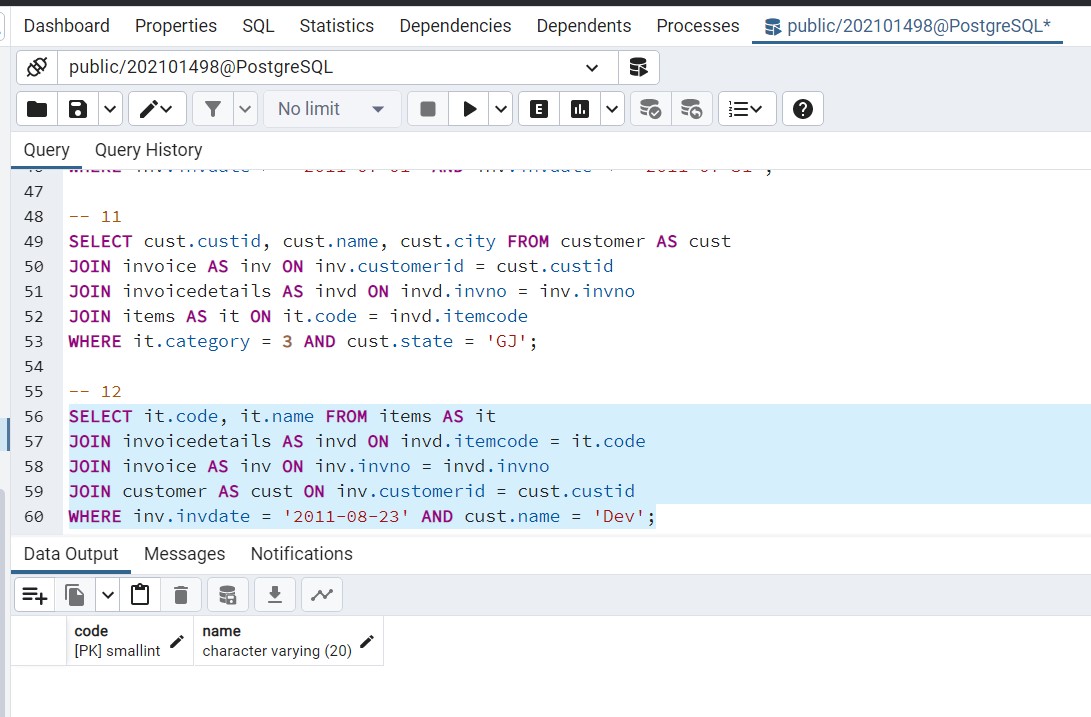 Dashboard Properties SQL Statistics Dependencies Dependents Processes public/202101498@PostgreSQL*
public/202101498@PostgreSQL
No limit
Query Query History
47
48 -- 11
49 SELECT cust.custid, cust.name, cust.city FROM customer AS cust
50 JOIN invoice AS inv ON inv.customerid = cust.custid
51 JOIN invoicedetails AS invd ON invd.invno = inv.invno
52 JOIN items AS it ON it.code = invd.itemcode
53 WHERE it.category = 3 AND cust.state = 'GJ';
54
55 -- 12
56 SELECT it.code, it.name FROM items AS it
57 JOIN invoicedetails AS invd ON invd.itemcode = it.code
58 JOIN invoice AS inv ON inv.invno = invd.invno
59 JOIN customer AS cust ON inv.customerid = cust.custid
60 WHERE inv.invdate = '2011-08-23' AND cust.name = 'Dev';
Data Output Messages Notifications
code name
[PK] smallint character varying (20)